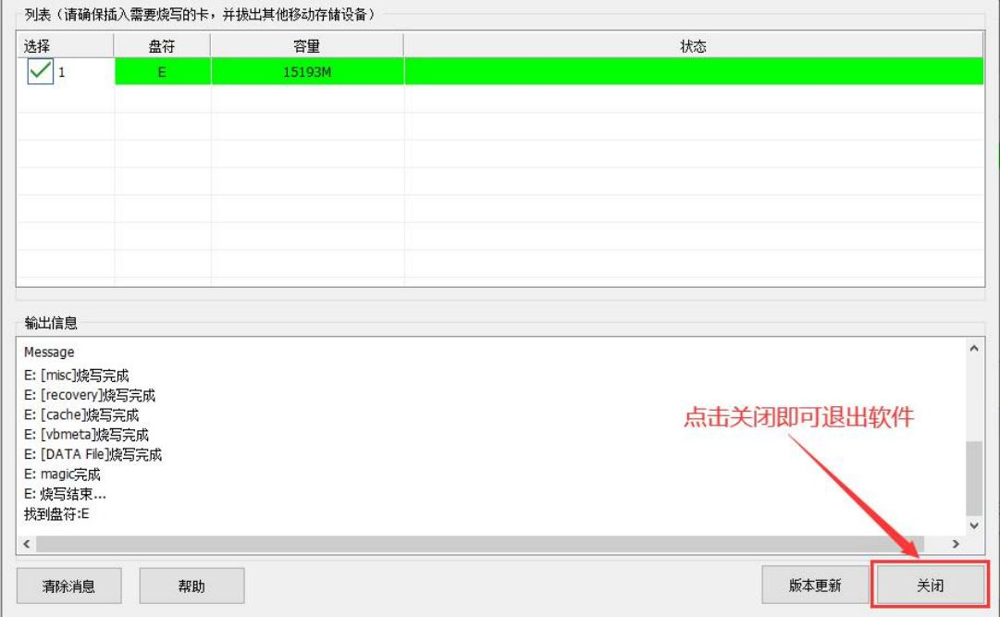 列表（请确保插入需要烧写的卡，并拔出其他移动存储设备）
选择 盘符 容量 状态
1 E 15193M
输出信息
Message
E: [misc]烧写完成
E: [recovery]烧写完成
E: [cache]烧写完成
E: [vbmeta]烧写完成
E: [DATA File]烧写完成
E: magic完成
E: 烧写结束...
找到盘符:E
点击关闭即可退出软件
清除消息 帮助 版本更新 关闭